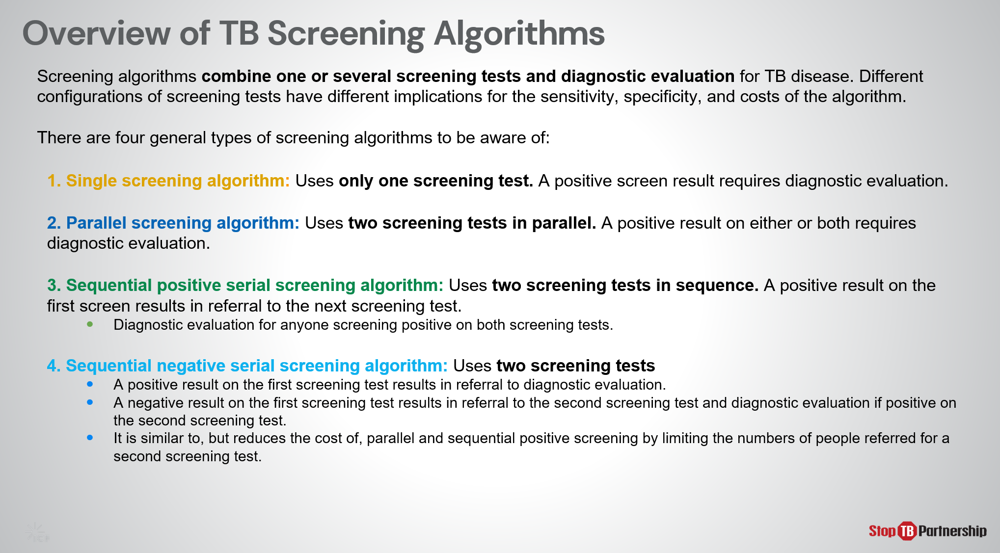 Overview of TB Screening Algorithms
Screening algorithms combine one or several screening tests and diagnostic evaluation for TB disease. Different
configurations of screening tests have different implications for the sensitivity, specificity, and costs of the algorithm.
There are four general types of screening algorithms to be aware of:
1. Single screening algorithm: Uses only one screening test. A positive screen result requires diagnostic evaluation.
2. Parallel screening algorithm: Uses two screening tests in parallel. A positive result on either or both requires
diagnostic evaluation.
3. Sequential positive serial screening algorithm: Uses two screening tests in sequence. A positive result on the
first screen results in referral to the next screening test.
• Diagnostic evaluation for anyone screening positive on both screening tests.
4. Sequential negative serial screening algorithm: Uses two screening tests
• A positive result on the first screening test results in referral to diagnostic evaluation.
• A negative result on the first screening test results in referral to the second screening test and diagnostic evaluation if positive on
the second screening test.
• It is similar to, but reduces the cost of, parallel and sequential positive screening by limiting the numbers of people referred for a
second screening test.
ICF
Stop TB Partnership